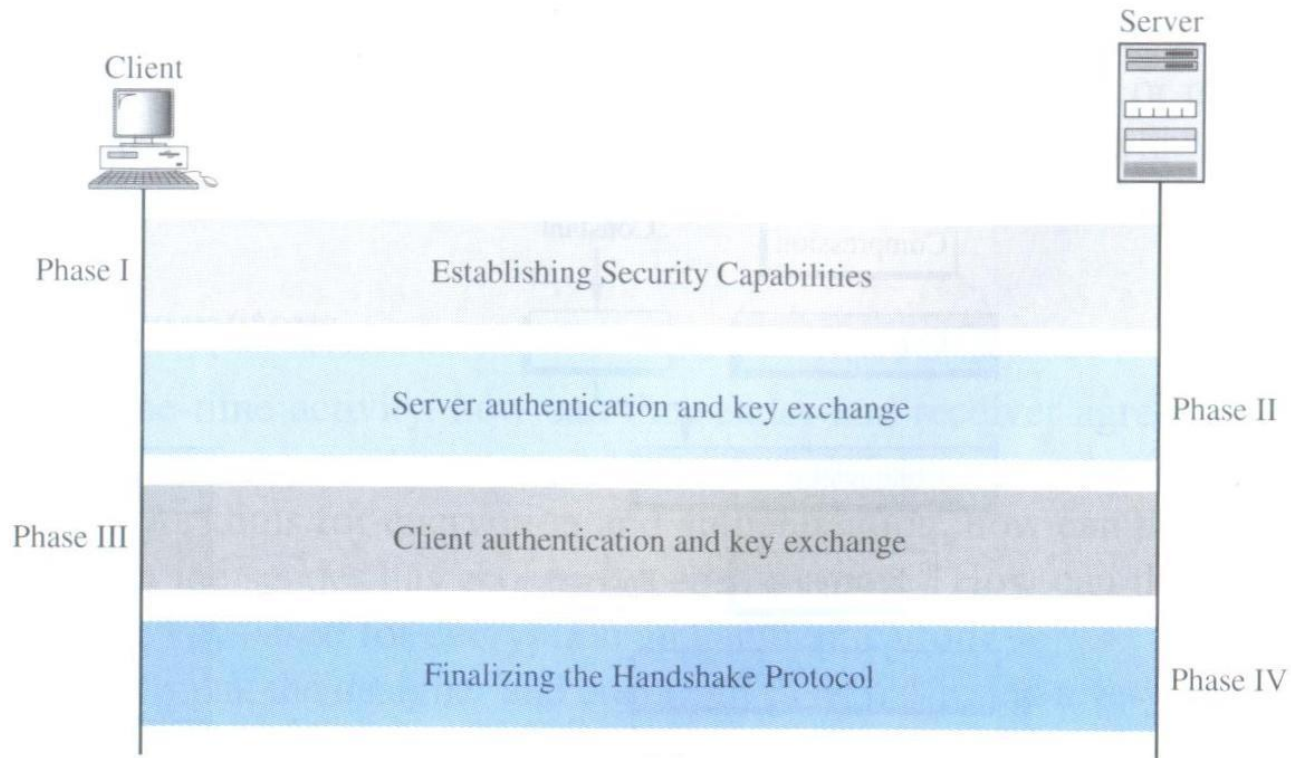 Server
Client
Phase I
Establishing Security Capabilities
Server authentication and key exchange
Phase II
Phase III
Client authentication and key exchange
Finalizing the Handshake Protocol
Phase IV